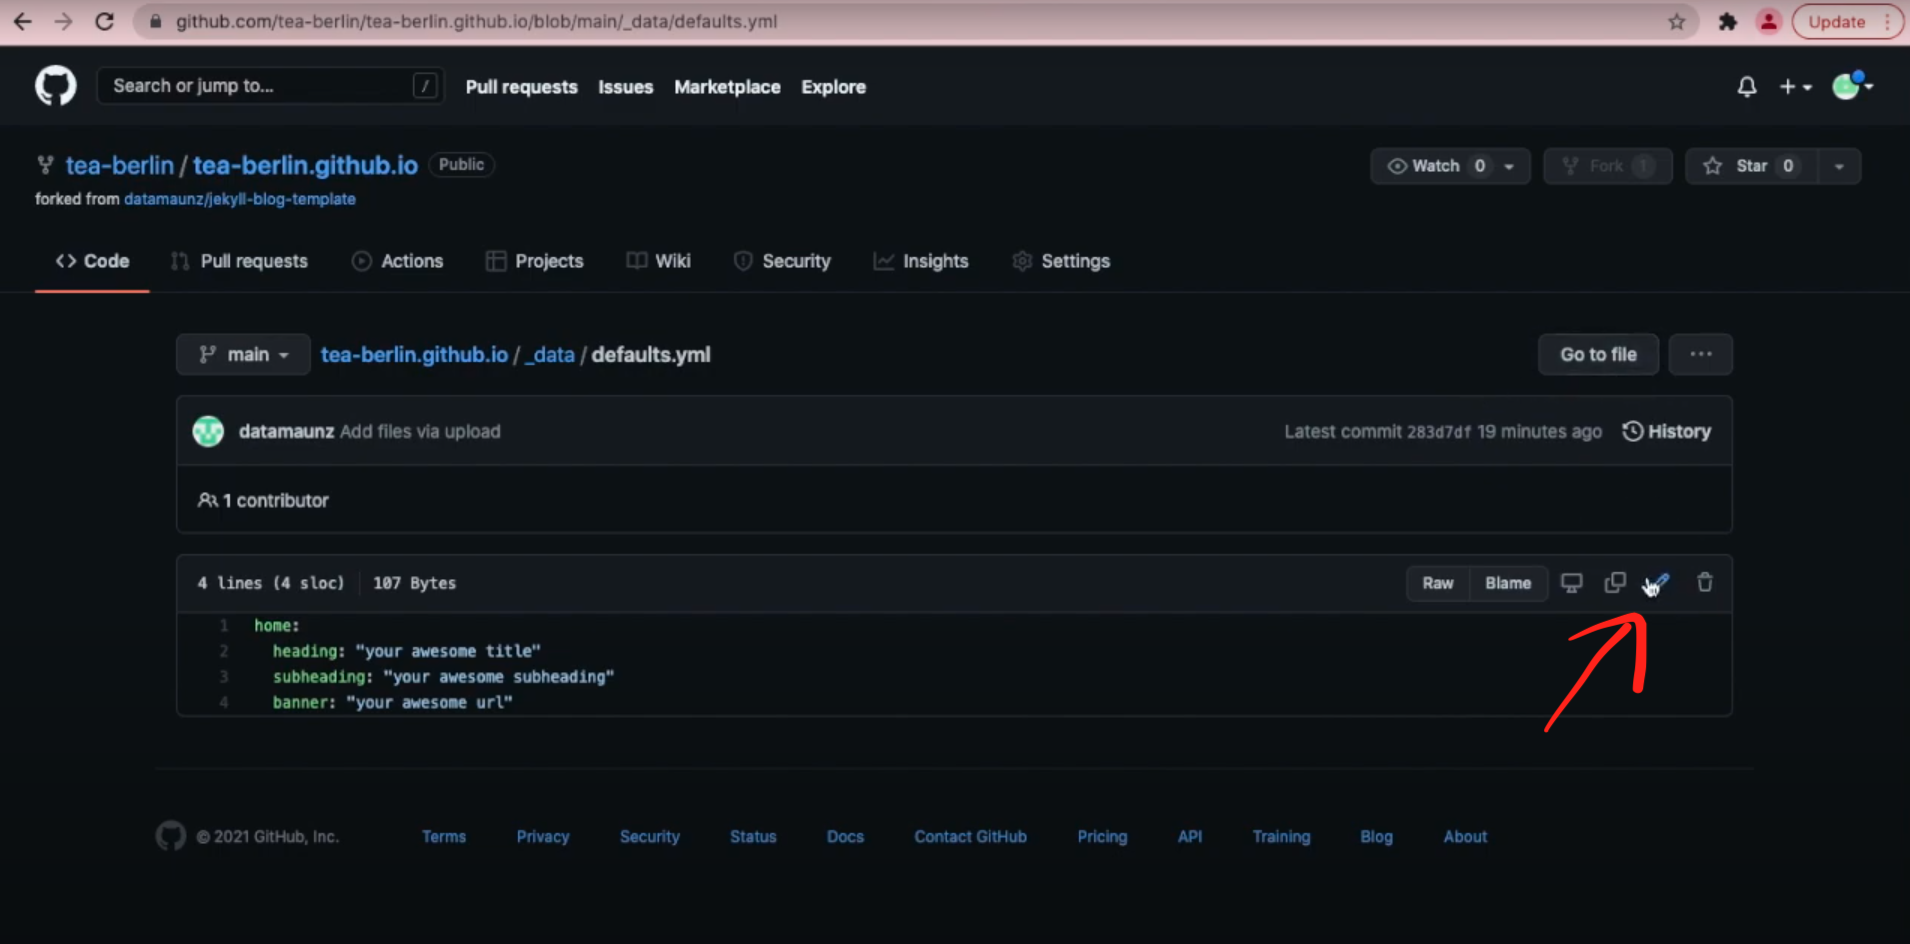 github.com/tea-berlin/tea-berlin.github.io/blob/main/_data/defaults.yml
Update
Search or jump to...
/
Pull requests
Issues
Marketplace
Explore
tea-berlin / tea-berlin.github.io
Public
Watch 0
Fork 1
Star 0
forked from datamaunz/jekyll-blog-template
<> Code
Pull requests
Actions
Projects
Wiki
Security
Insights
Settings
main
tea-berlin.github.io / _data / defaults.yml
Go to file
...
datamaunz Add files via upload
Latest commit 283d7df 19 minutes ago
History
1 contributor
4 lines (4 sloc)
107 Bytes
Raw
Blame
1 home:
2 heading: "your awesome title"
3 subheading: "your awesome subheading"
4 banner: "your awesome url"
© 2021 GitHub, Inc.
Terms
Privacy
Security
Status
Docs
Contact GitHub
Pricing
API
Training
Blog
About